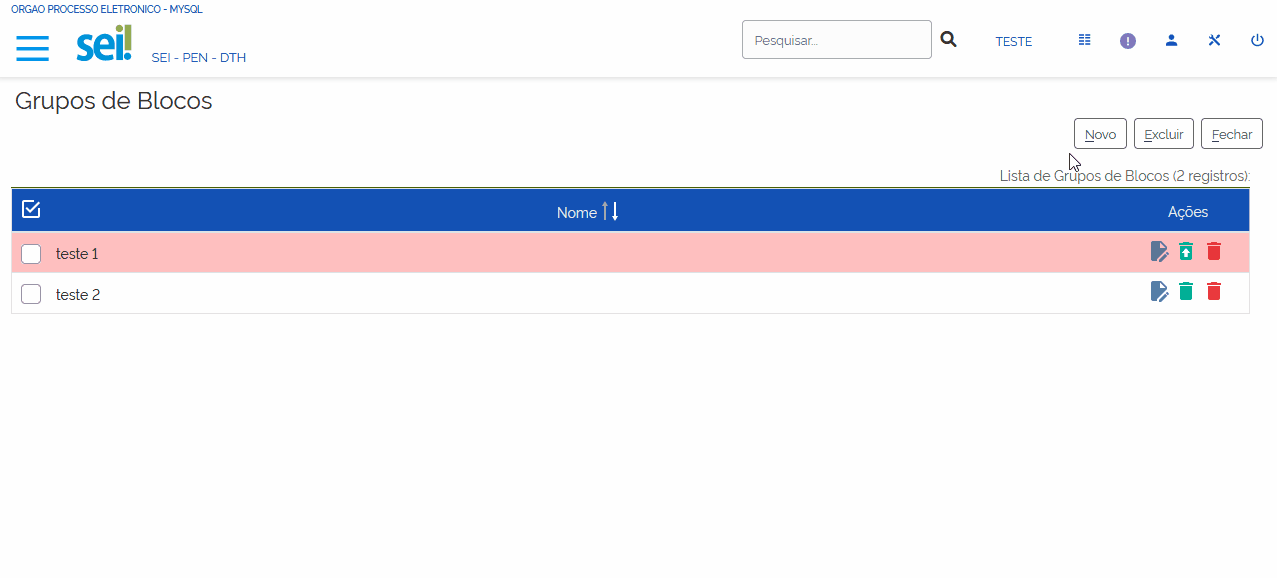 ORGAO PROCESSO ELETRONICO - MYSQL
sei! SEI - PEN - DTH Pesquisar... TESTE
Grupos de Blocos
Novo Excluir Fechar
Lista de Grupos de Blocos (2 registros):
Nome Ações
teste 1
teste 2